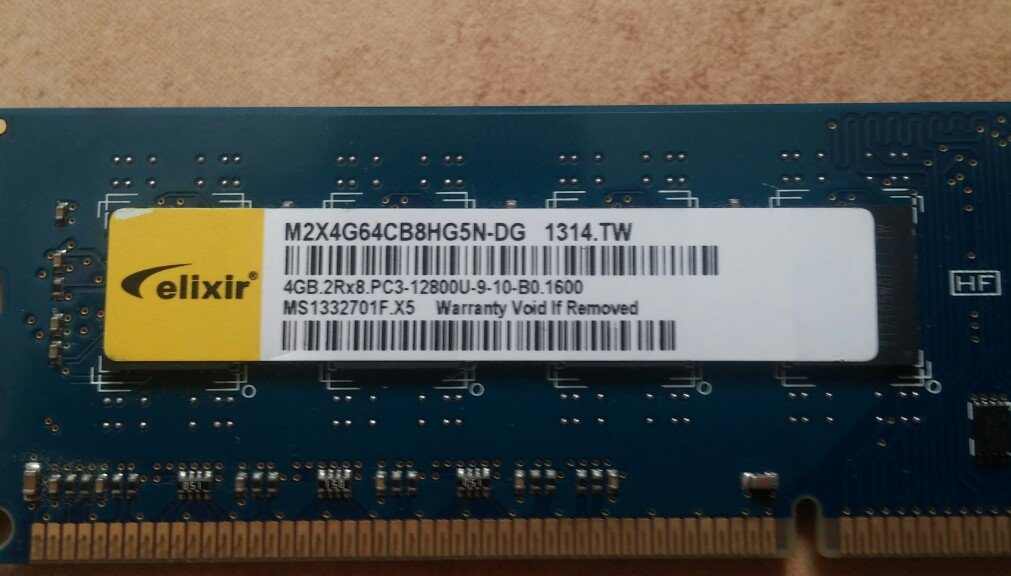 elixir®
M2X4G64CB8HG5N-DG 1314.TW
4GB.2Rx8.PC3-12800U-9-10-B0.1600
MS1332701F.X5 Warranty Void If Removed
HF